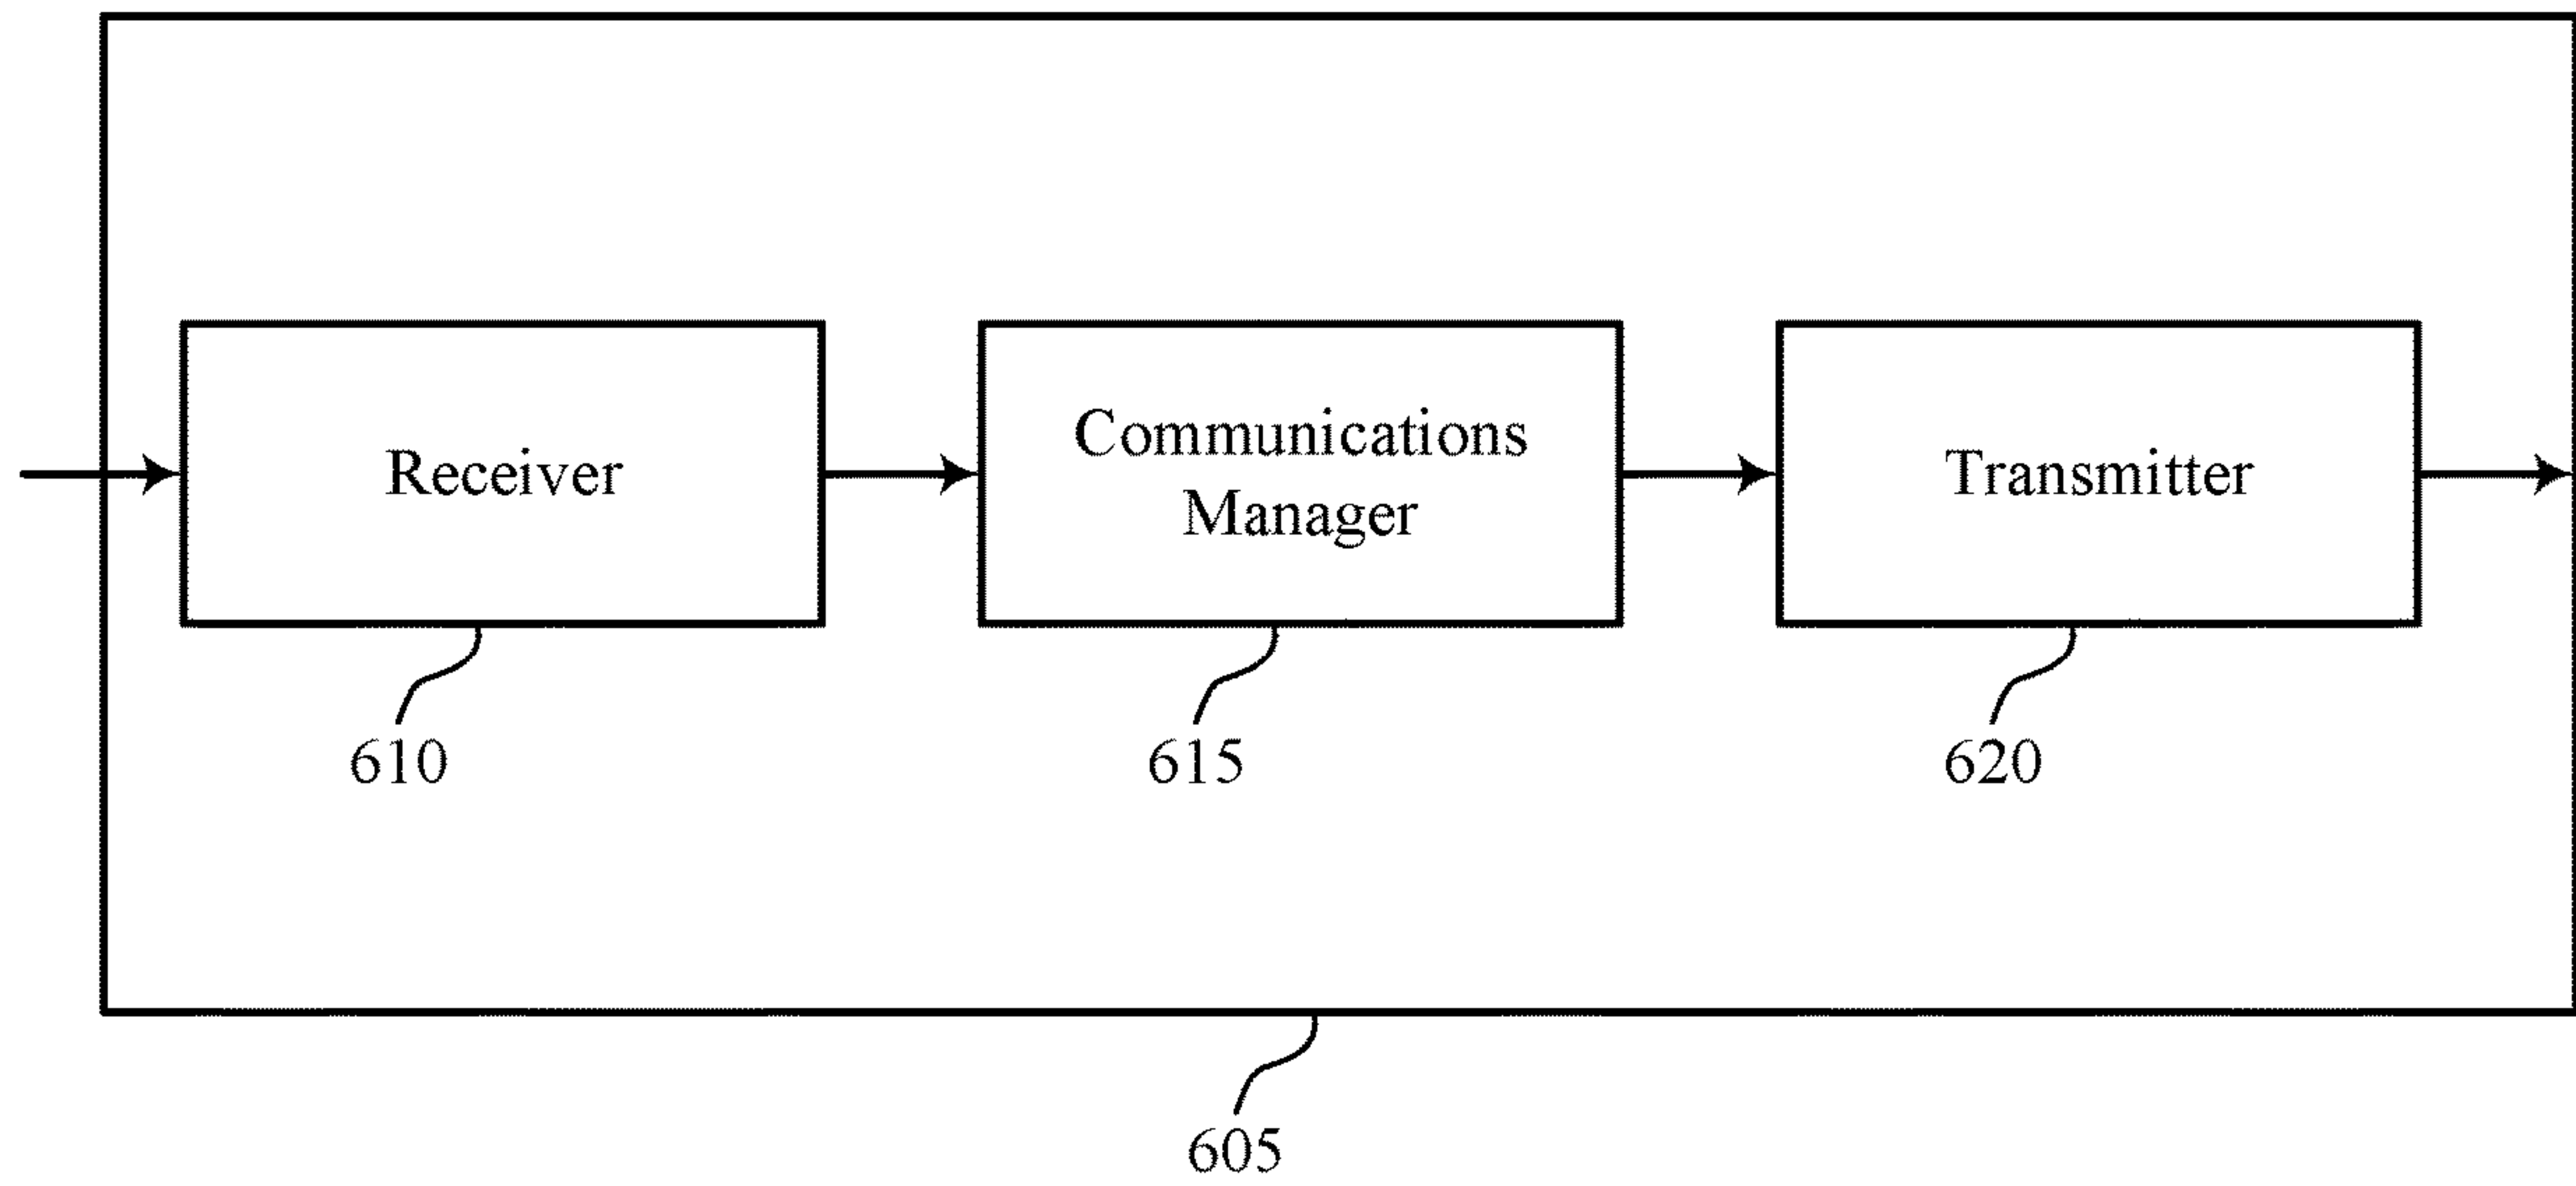 Receiver
Communications
Manager
Transmitter
610
615
620
605